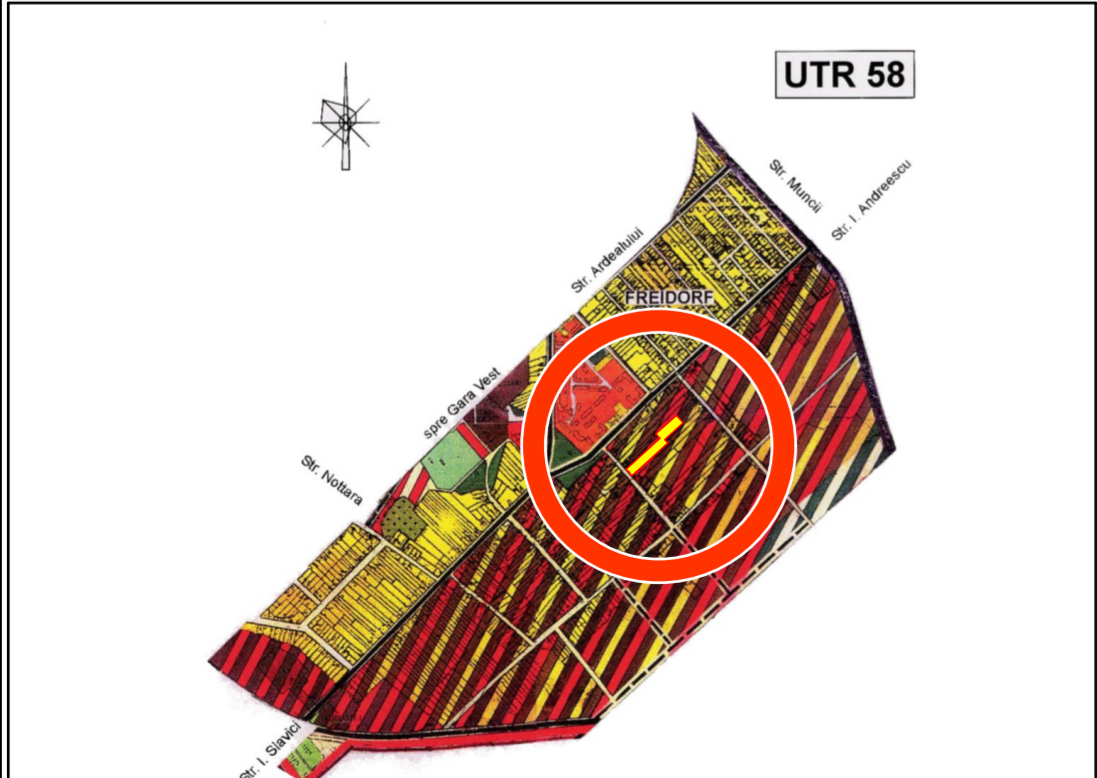 UTR 58
Str. Muncii
Str. I. Andreescu
Str. Ardealului
FREIDORF
spre Gara Vest
Str. Nottara
Str. I. Slavici